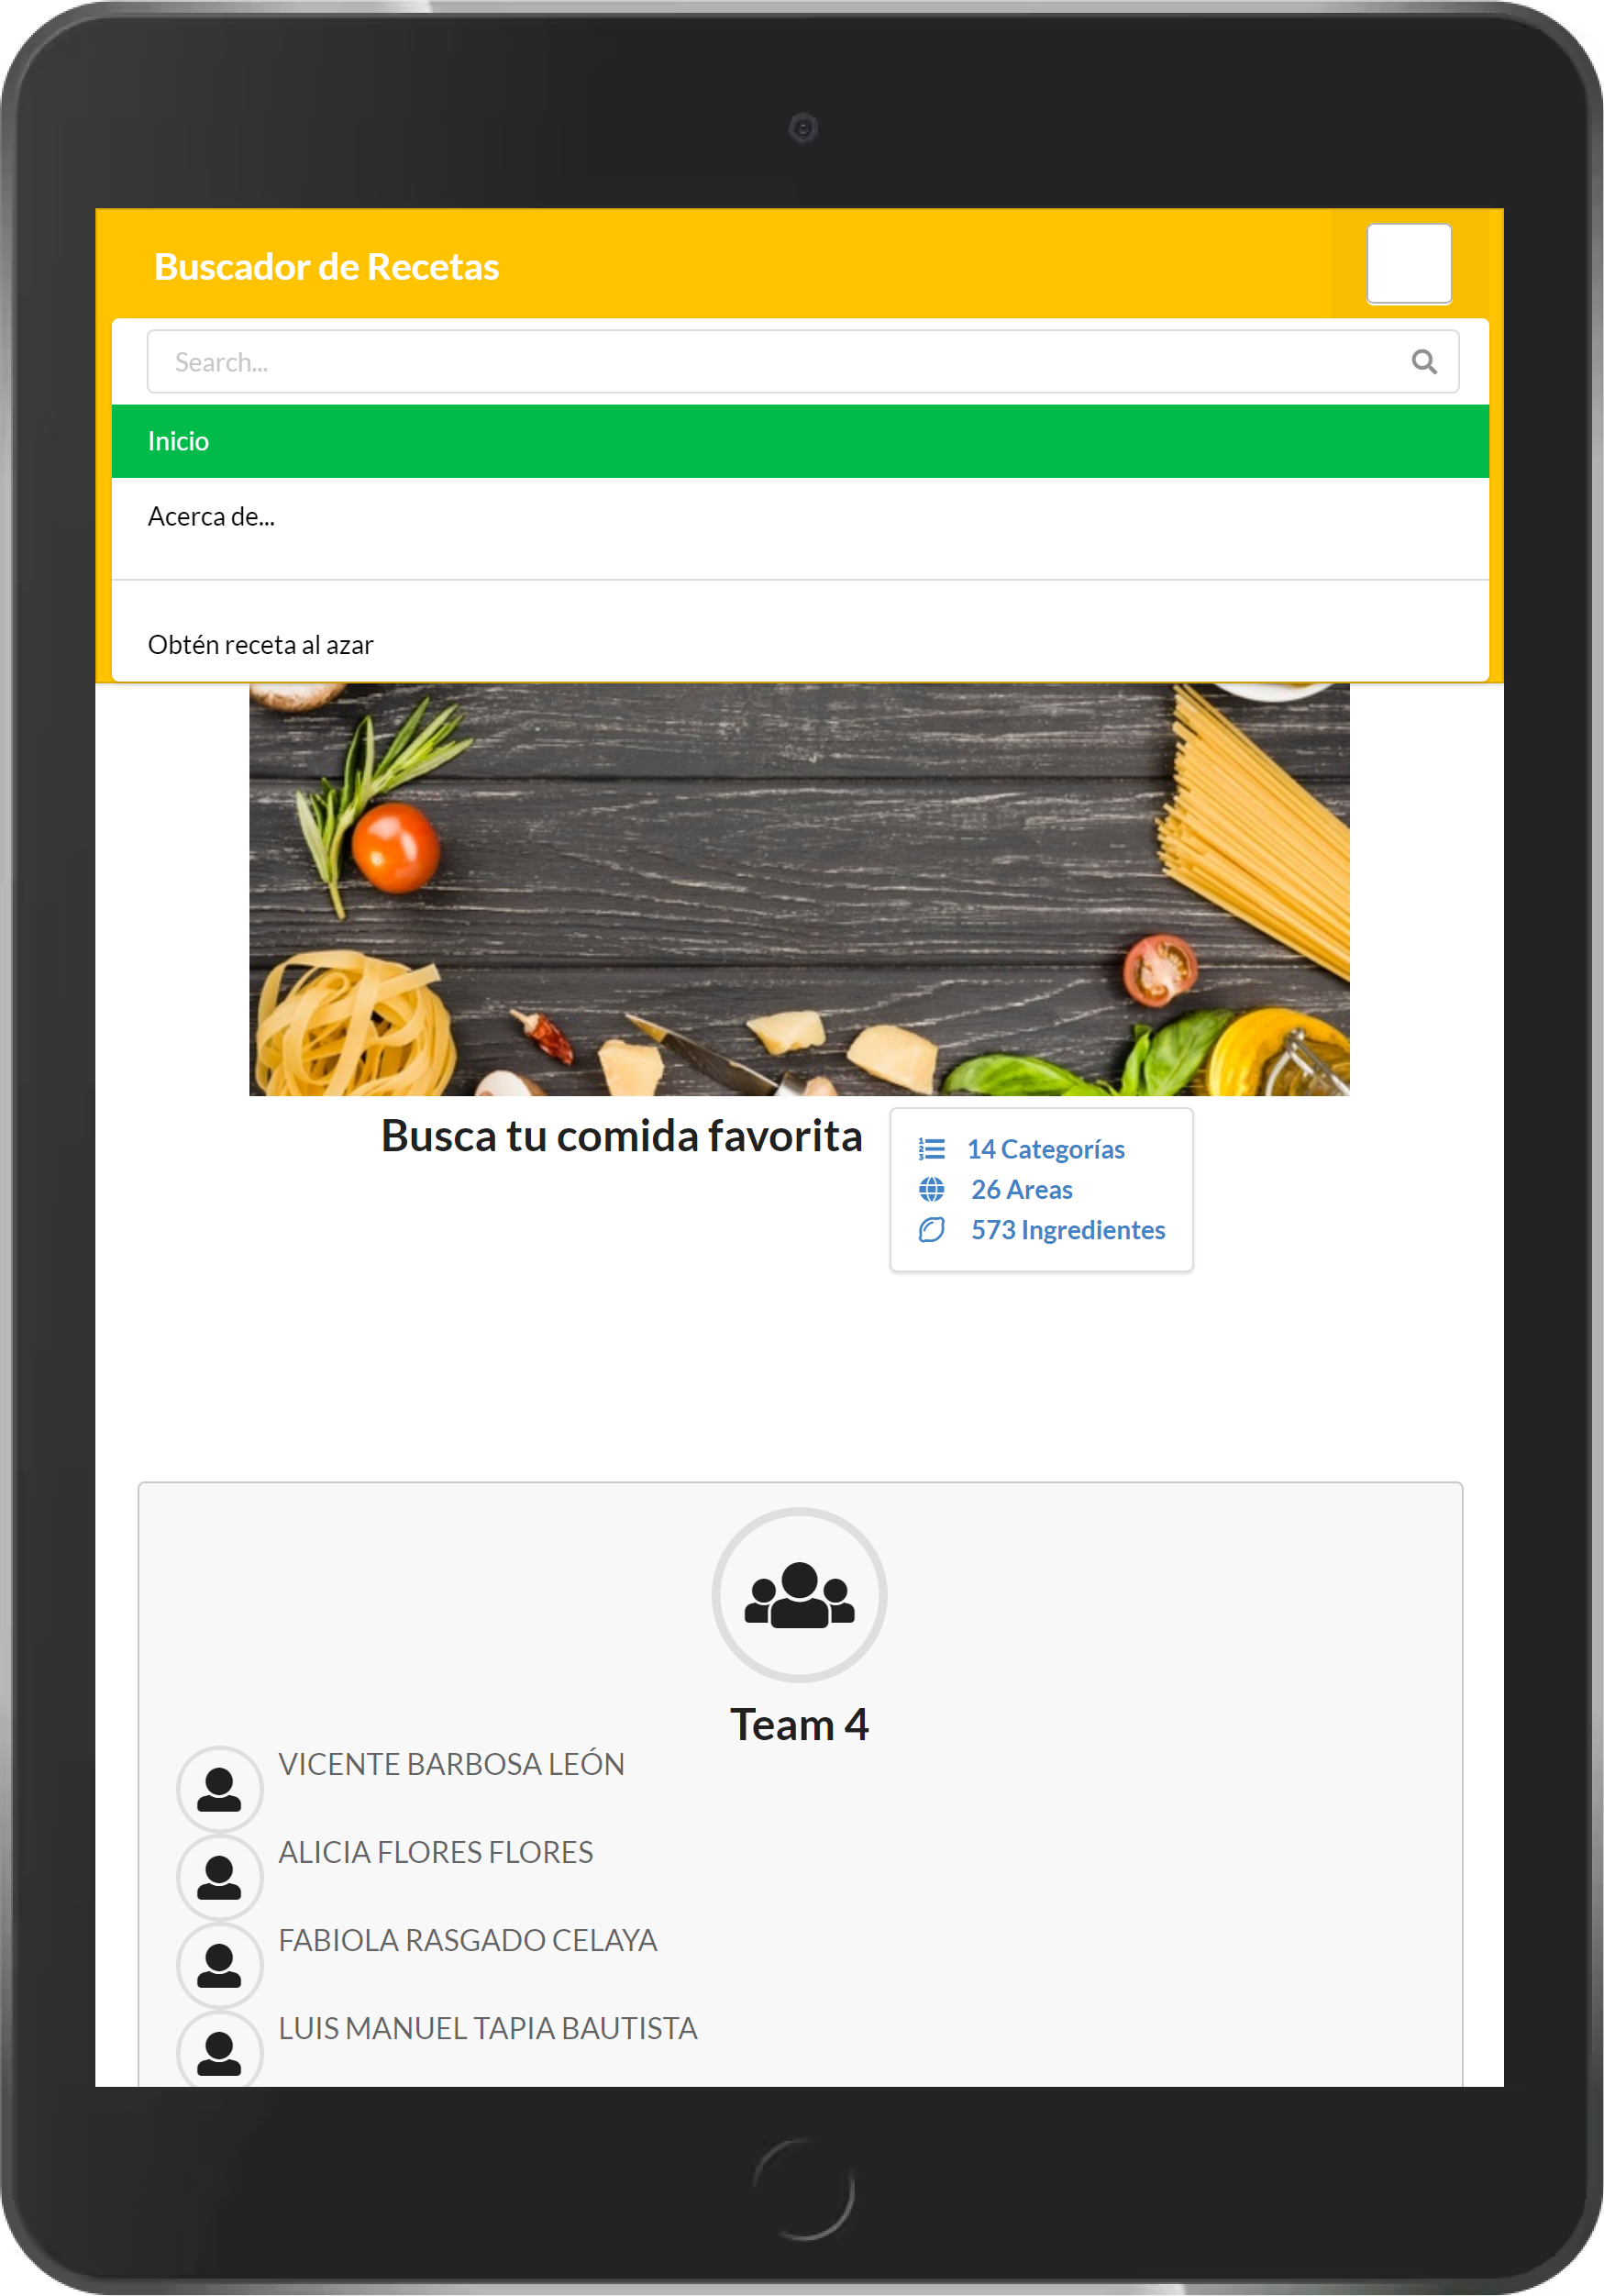 Buscador de Recetas
Search...
Inicio
Acerca de...
Obtén receta al azar
Busca tu comida favorita
14 Categorías
26 Areas
573 Ingredientes
Team 4
VICENTE BARBOSA LEÓN
ALICIA FLORES FLORES
FABIOLA RASGADO CELAYA
LUIS MANUEL TAPIA BAUTISTA